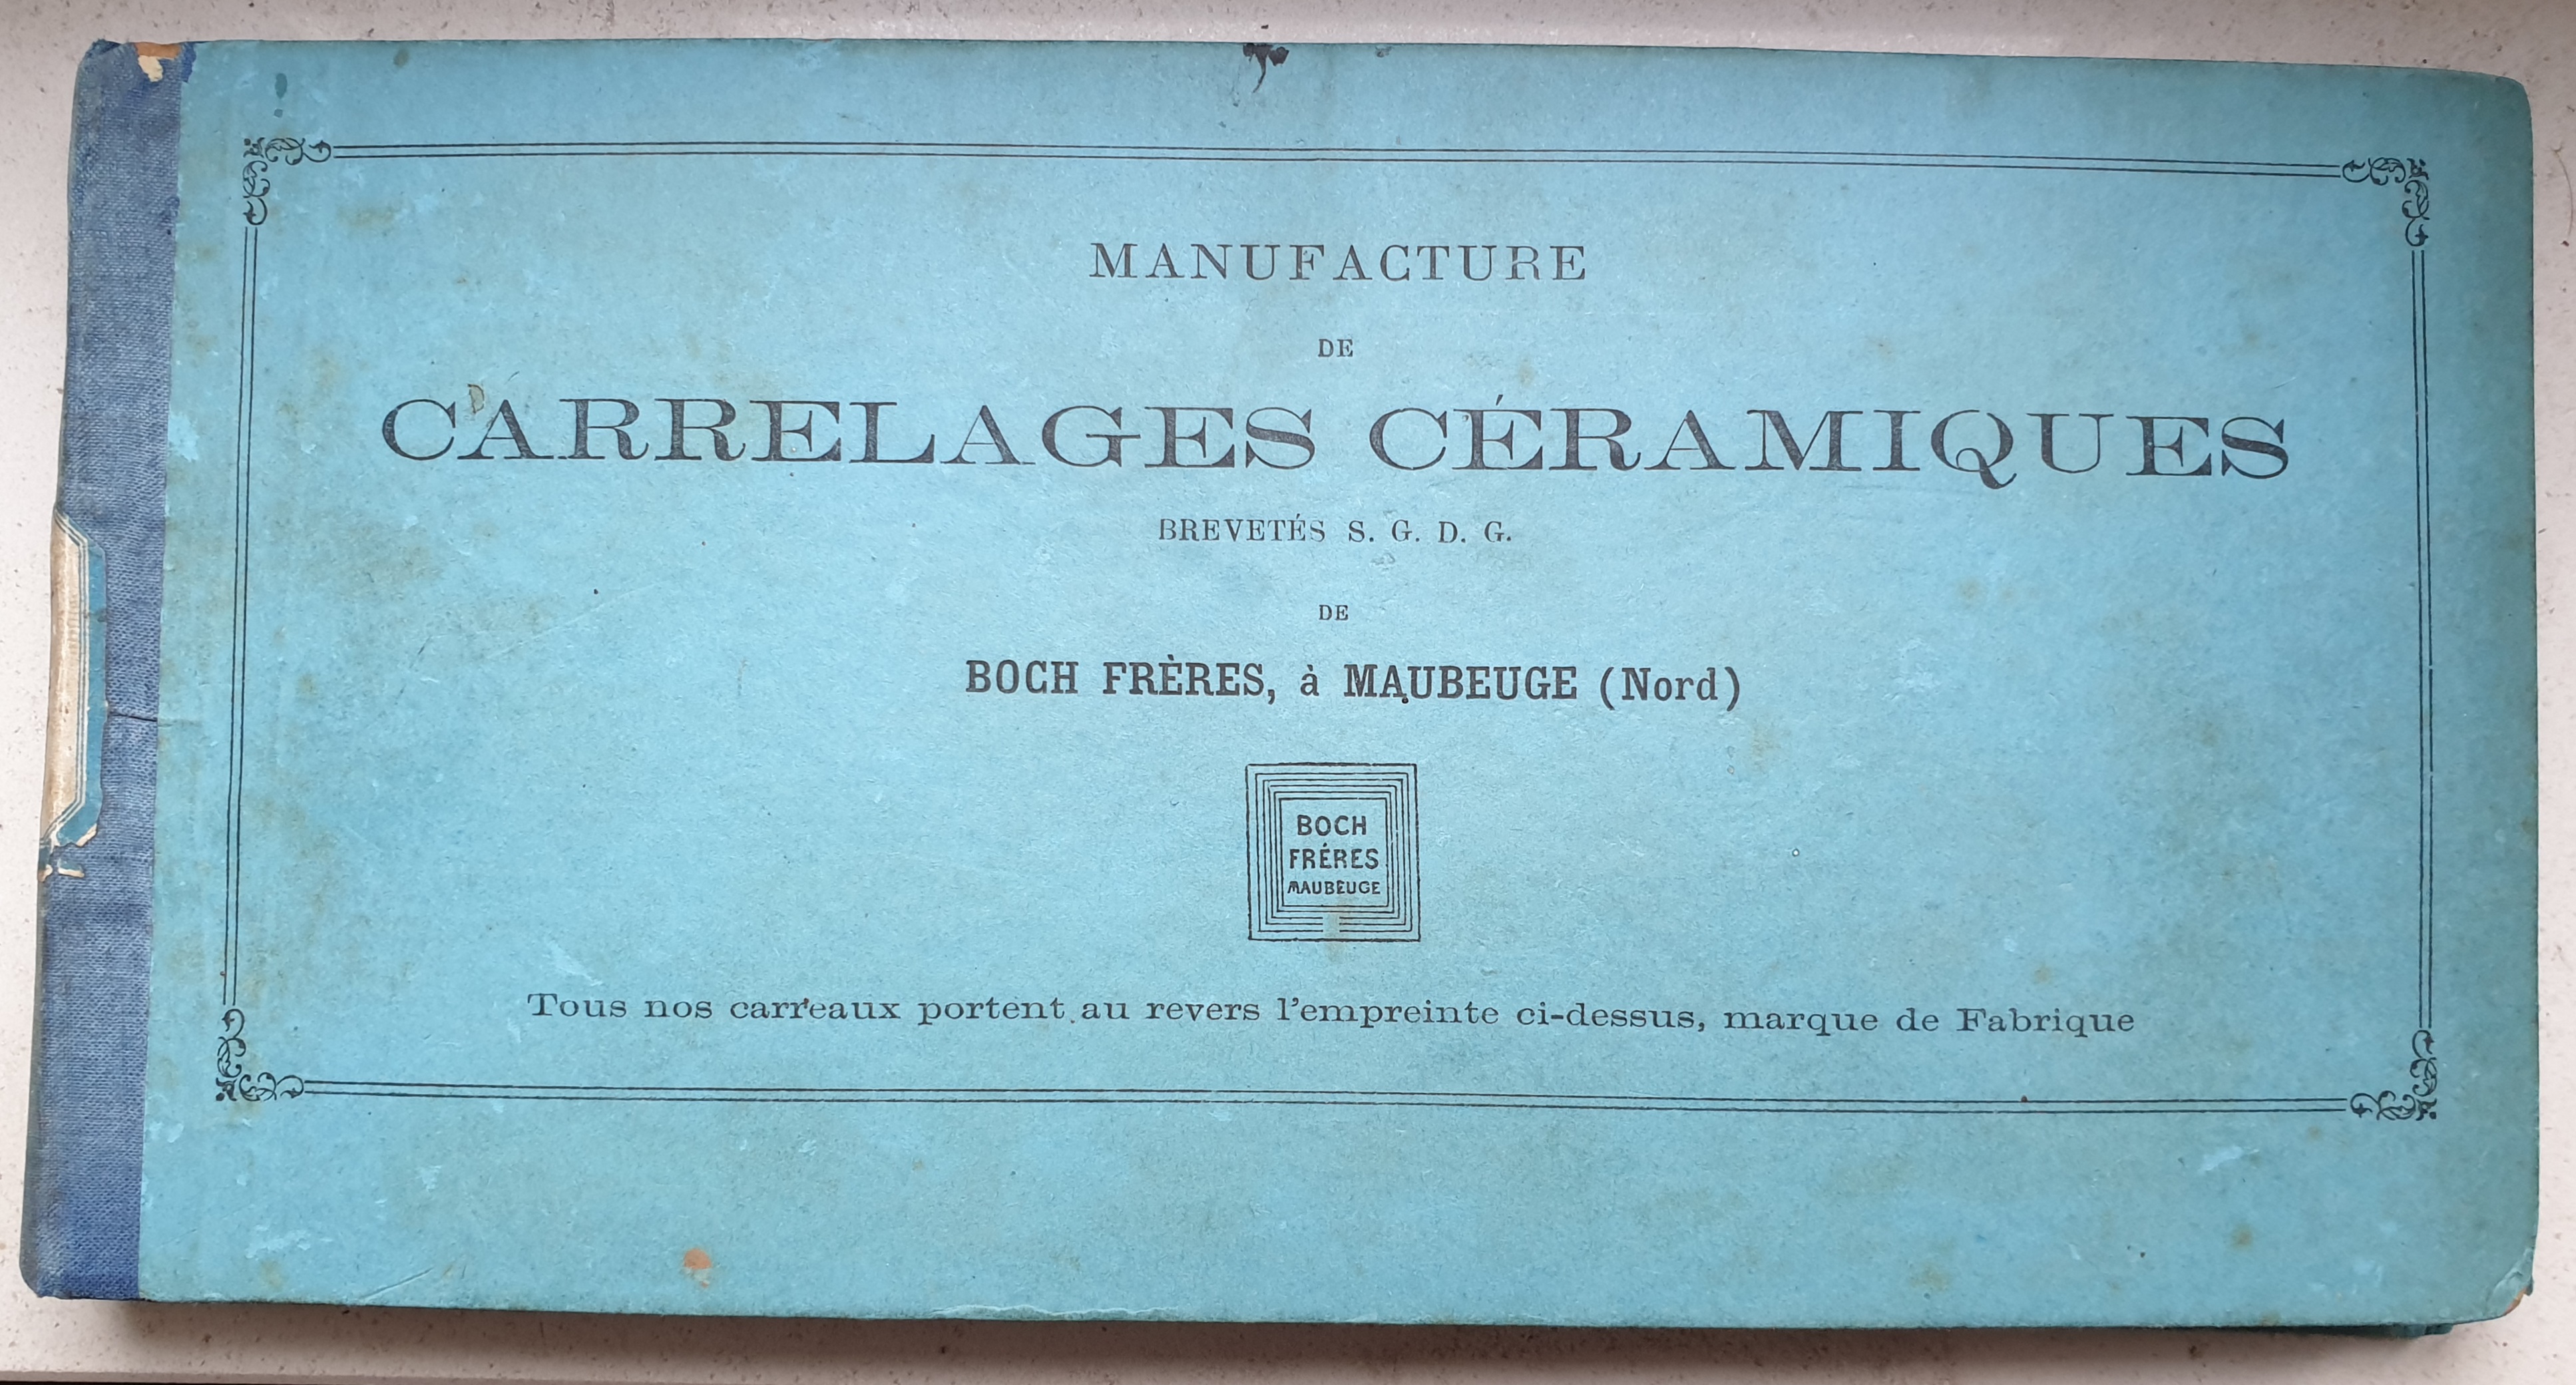 MANUFACTURE
DE
CARRELAGES CÉRAMIQUES
BREVETÉS S. G. D. G.
DE
BOCH FRÈRES, à MAUBEUGE (Nord)
BOCH
FRÉRES
MAUBEUGE
Tous nos carreaux portent au revers l'empreinte ci-dessus, marque de Fabrique